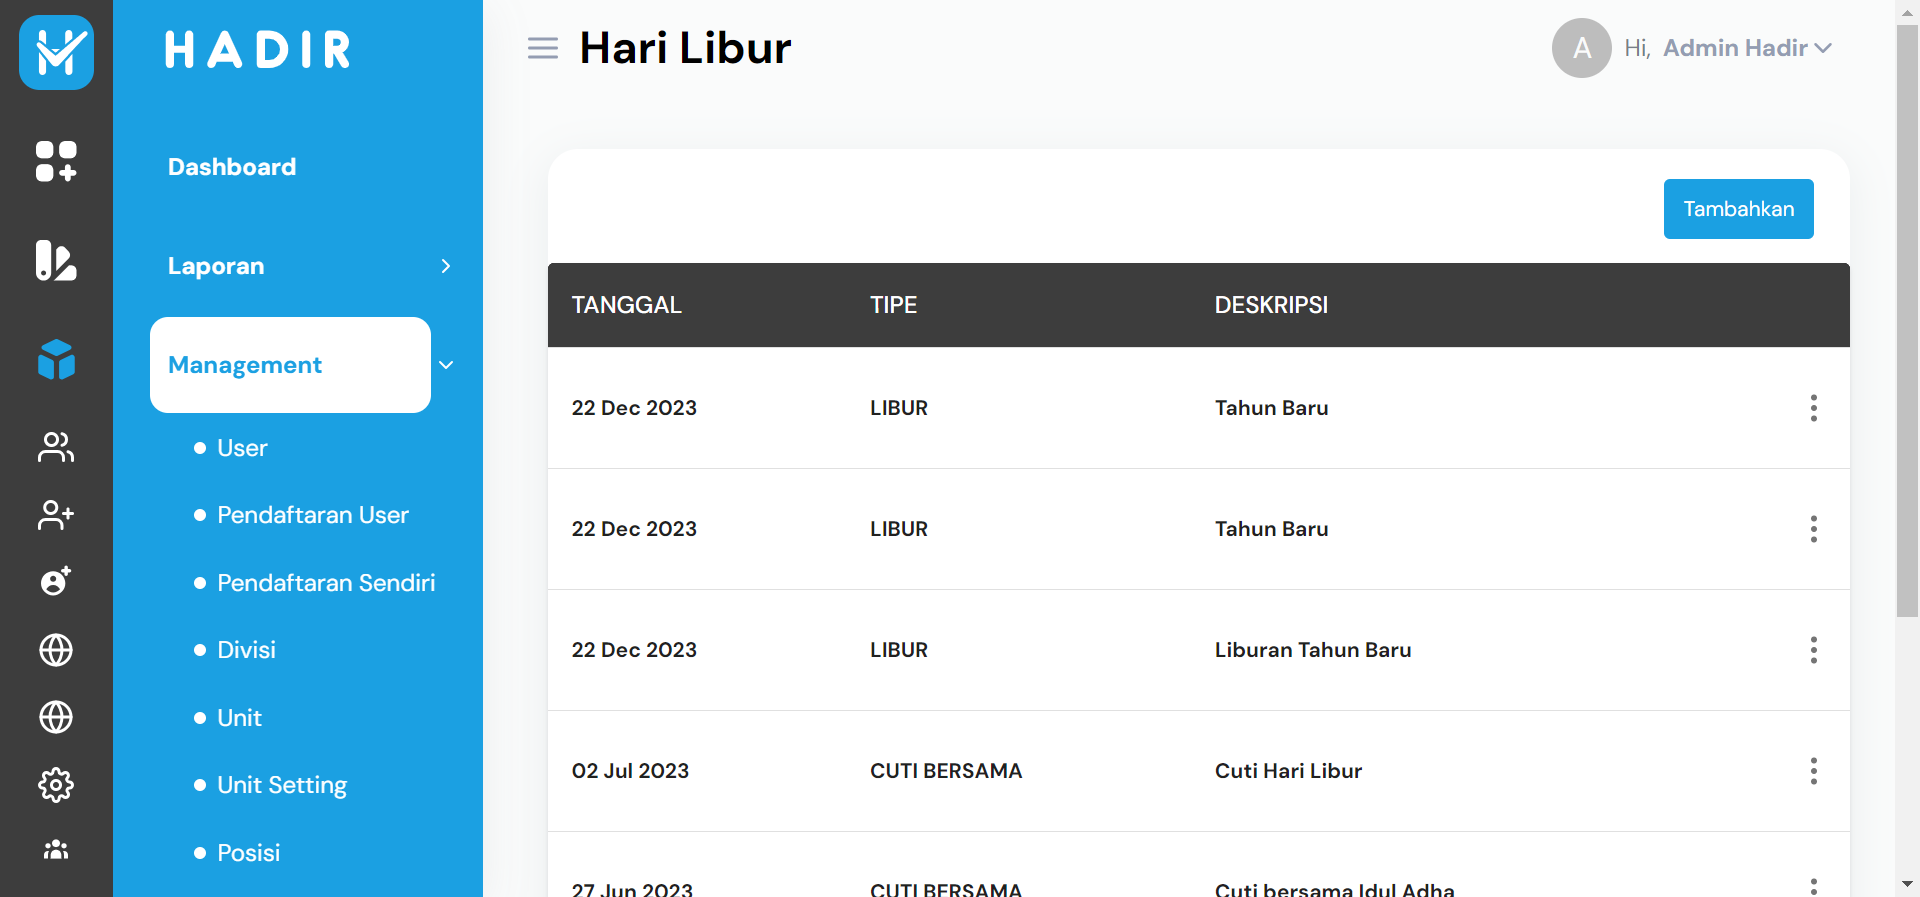 HADIR
Hari Libur
A
Hi, Admin Hadir
Dashboard
Laporan
Management
User
Pendaftaran User
Pendaftaran Sendiri
Divisi
Unit
Unit Setting
Posisi
Tambahkan
TANGGAL TIPE DESKRIPSI
22 Dec 2023 LIBUR Tahun Baru
22 Dec 2023 LIBUR Tahun Baru
22 Dec 2023 LIBUR Liburan Tahun Baru
02 Jul 2023 CUTI BERSAMA Cuti Hari Libur
27 Jun 2023 CUTI BERSAMA Cuti bersama Idul Adha